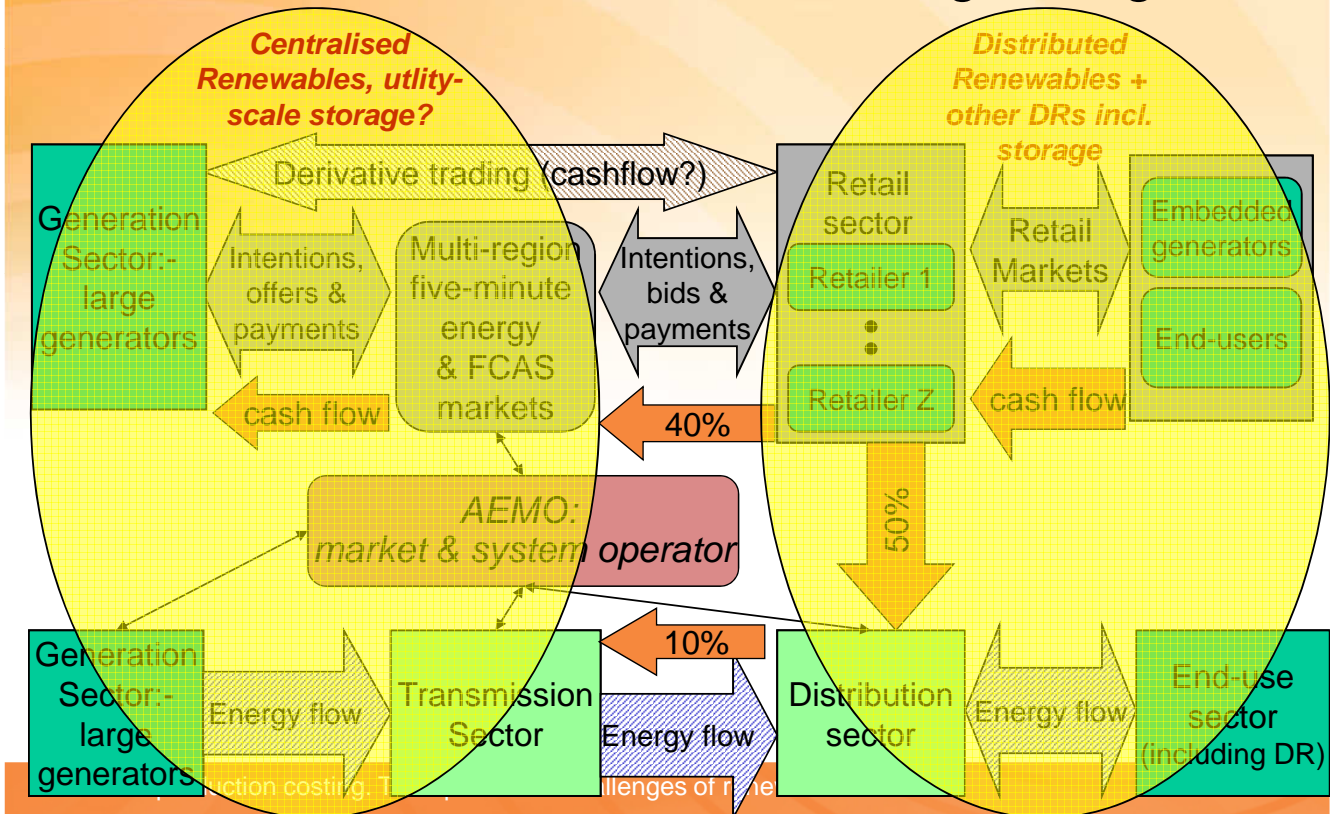 Centralised
Renewables, utlity-
scale storage?
Distributed
Renewables +
other DRs incl.
storage
Derivative trading (cashflow?)
Generation
Sector:-
large
generators
Intentions,
offers &
payments
Multi-region
five-minute
energy
& FCAS
markets
Intentions,
bids &
payments
Retail
sector
Retailer 1
Retailer Z
Retail
Markets
Embedded
generators
End-users
cash flow
40%
cash flow
50%
AEMO:
market & system operator
10%
Generation
Sector:-
large
generators
Energy flow
Transmission
Sector
Energy flow
Distribution
sector
Energy flow
End-use
sector
(including DR)
costing.